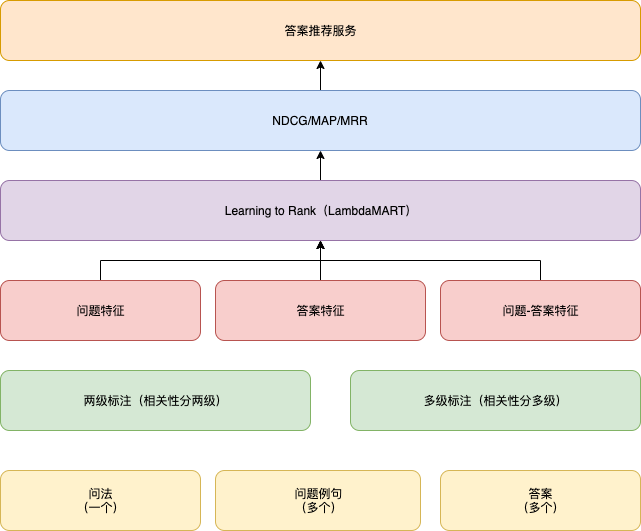 答案推荐服务
NDCG/MAP/MRR
Learning to Rank（LambdaMART）
问题特征
答案特征
问题-答案特征
两级标注（相关性分两级）
多级标注（相关性分多级）
问法
（一个）
问题例句
（多个）
答案
（多个）